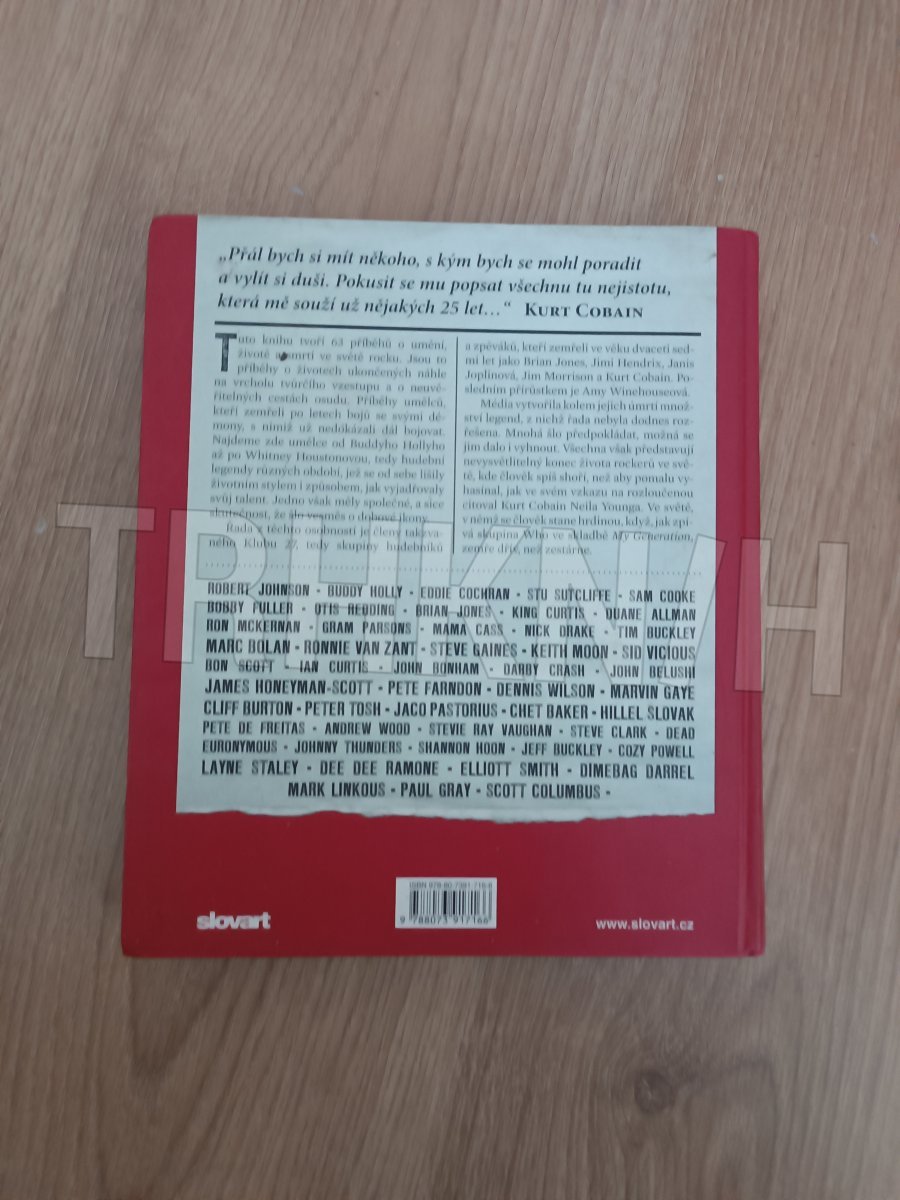 „Přál bych si mít někoho, s kým bych se mohl poradit
a vylít si duši. Pokusit se mu popsat všechnu tu nejistotu,
která mě souží už nějakých 25 let…“ KURT COBAIN
Tuto knihu tvoří 63 příběhů o umění,
životě a smrti ve světě rocku. Jsou to
příběhy o životech ukončených náhle
na vrcholu tvůrčího vzestupu a o neuvě-
řitelných cestách osudu. Příběhy umělců,
kteří zemřeli po letech bojů se svými dé-
mony, s nimiž už nedokázali dál bojovat.
Najdeme zde umělce od Buddyho Hollyho
až po Whitney Houstonovou, tedy hudební
legendy různých období, jež se od sebe lišily
životním stylem i způsobem, jak vyjadřovaly
svůj talent. Jedno však měly společné, a sice
skutečnost, že šlo vesměs o dobové ikony.
Řada z těchto osobností je členy takzva-
ného Klubu 27, tedy skupiny hudebníků
a zpěváků, kteří zemřeli ve věku dvaceti sed-
mi let jako Brian Jones, Jimi Hendrix, Janis
Joplinová, Jim Morrison a Kurt Cobain. Po-
sledním přírůstkem je Amy Winehouseová.
Média vytvořila kolem jejich úmrtí množ-
ství legend, z nichž řada nebyla dodnes roz-
řešena. Mnohá šlo předpokládat, možná se
jim dalo i vyhnout. Všechna však představují
nevysvětlitelný konec života rockerů ve svě-
tě, kde člověk spíš shoří, než aby pomalu vy-
hasínal, jak ve svém vzkazu na rozloučenou
citoval Kurt Cobain Neila Younga. Ve světě,
v němž se člověk stane hrdinou, když, jak zpí-
vá skupina Who ve skladbě My Generation,
zemře dřív, než zestárne.
ROBERT JOHNSON • BUDDY HOLLY • EDDIE COCHRAN • STU SUTCLIFFE • SAM COOKE
BOBBY FULLER • OTIS REDDING • BRIAN JONES • KING CURTIS • DUANE ALLMAN
RON MCKERNAN • GRAM PARSONS • MAMA CASS • NICK DRAKE • TIM BUCKLEY
MARC BOLAN • RONNIE VAN ZANT • STEVE GAINES • KEITH MOON • SID VICIOUS
BON SCOTT • IAN CURTIS • JOHN BONHAM • DARBY CRASH • JOHN BELUSHI
JAMES HONEYMAN-SCOTT • PETE FARNDON • DENNIS WILSON • MARVIN GAYE
CLIFF BURTON • PETER TOSH • JACO PASTORIUS • CHET BAKER • HILLEL SLOVAK
PETE DE FREITAS • ANDREW WOOD • STEVIE RAY VAUGHAN • STEVE CLARK • DEAD
EURONYMOUS • JOHNNY THUNDERS • SHANNON HOON • JEFF BUCKLEY • COZY POWELL
LAYNE STALEY • DEE DEE RAMONE • ELLIOTT SMITH • DIMEBAG DARREL
MARK LINKOUS • PAUL GRAY • SCOTT COLUMBUS •
ISBN 978-80-7391-716-6
9 788073 917166
slovart
www.slovart.cz
TRHKNIH